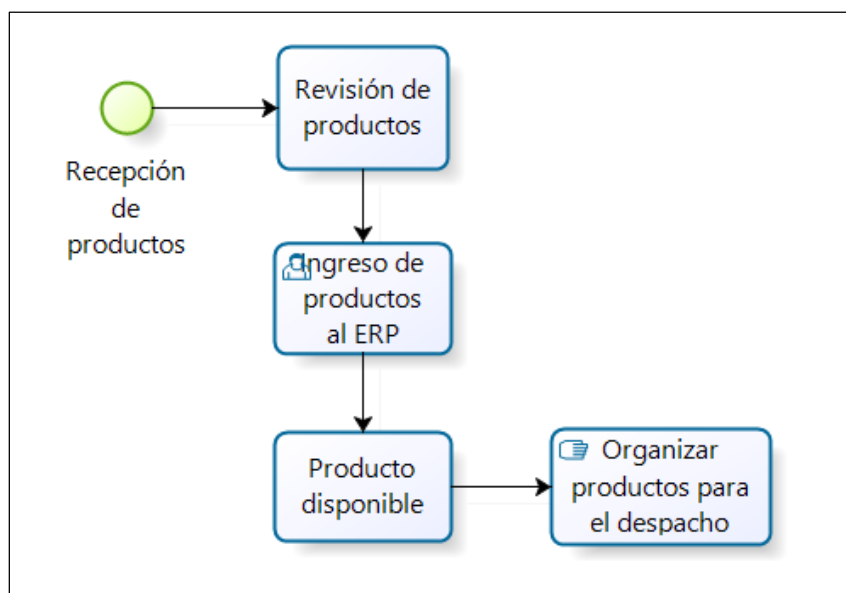 Revisión de
productos
Recepción
de
productos
Ingreso de
productos
al ERP
Producto
disponible
Organizar
productos para
el despacho